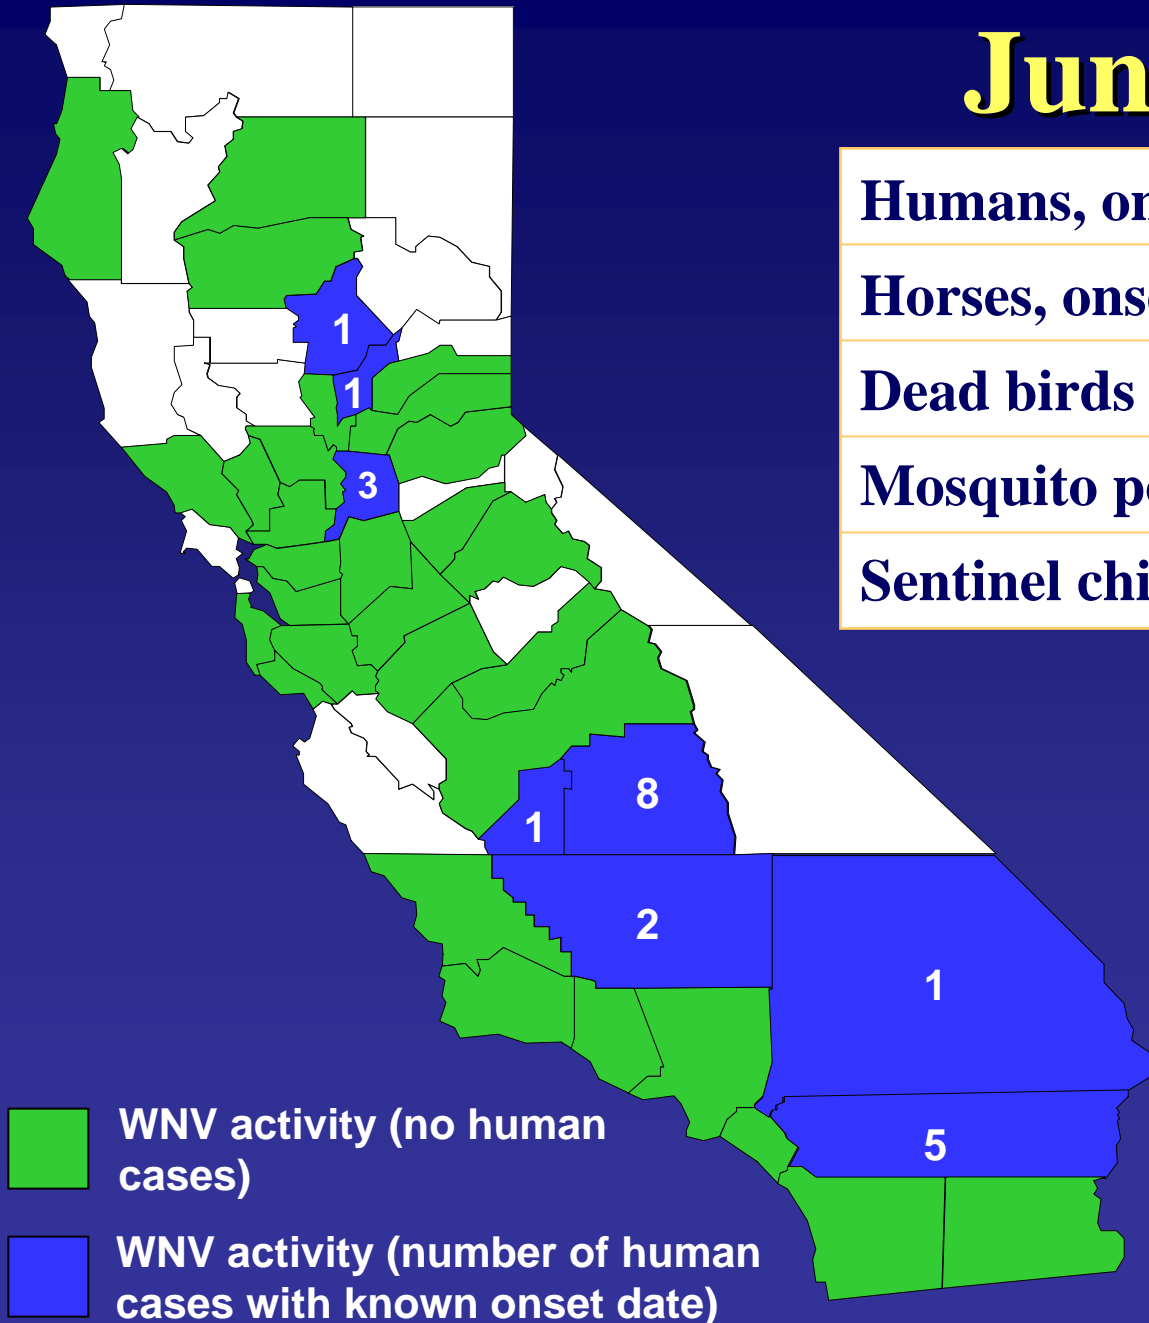 Jun
Humans, on
Horses, ons
Dead birds
Mosquito p
Sentinel chi
1
1
3
8
1
2
1
5
WNV activity (no human
cases)
WNV activity (number of human
cases with known onset date)